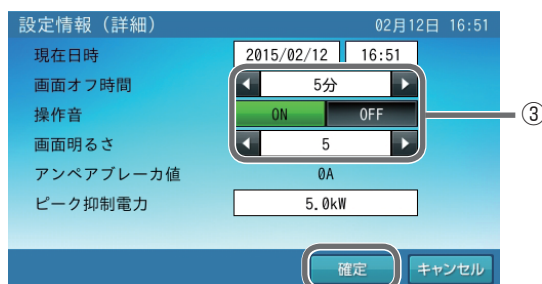 設定情報（詳細） 02月12日 16:51
現在日時 2015/02/12 16:51
画面オフ時間 ◀ 5分 ▶
操作音 ON OFF
③
画面明るさ ◀ 5 ▶
アンペアブレーカ値 0A
ピーク抑制電力 5.0kW
確定 キャンセル